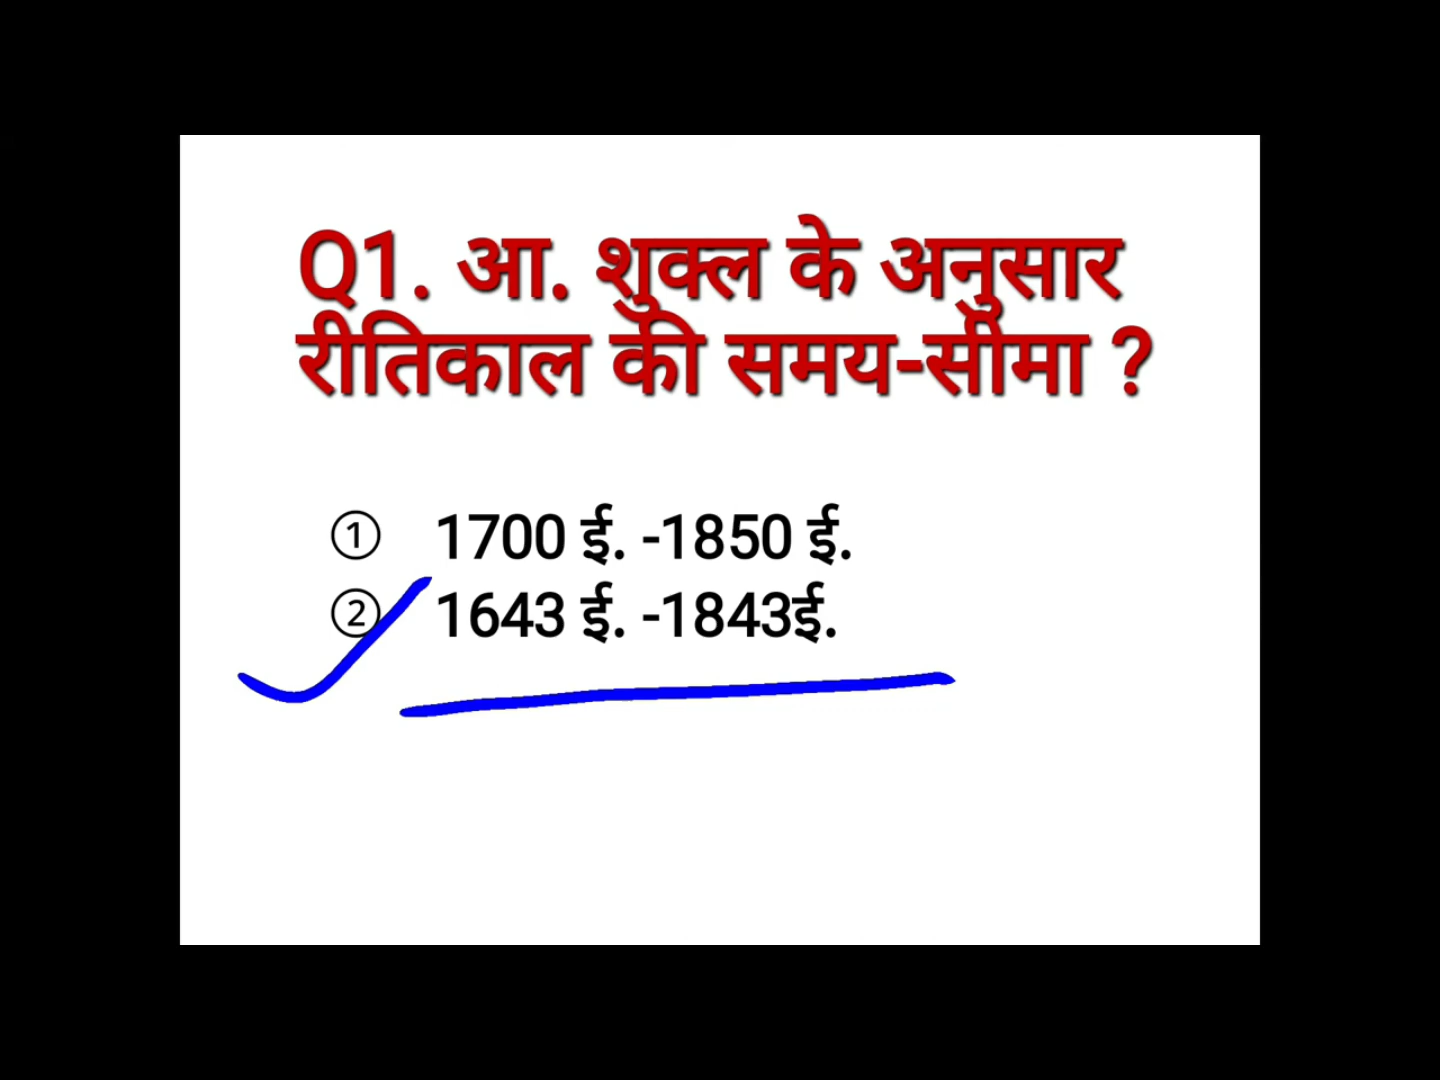 Q1. आ. शुक्ल के अनुसार
रीतिकाल की समय-सीमा ?
① 1700 ई. -1850 ई.
② 1643 ई. -1843ई.